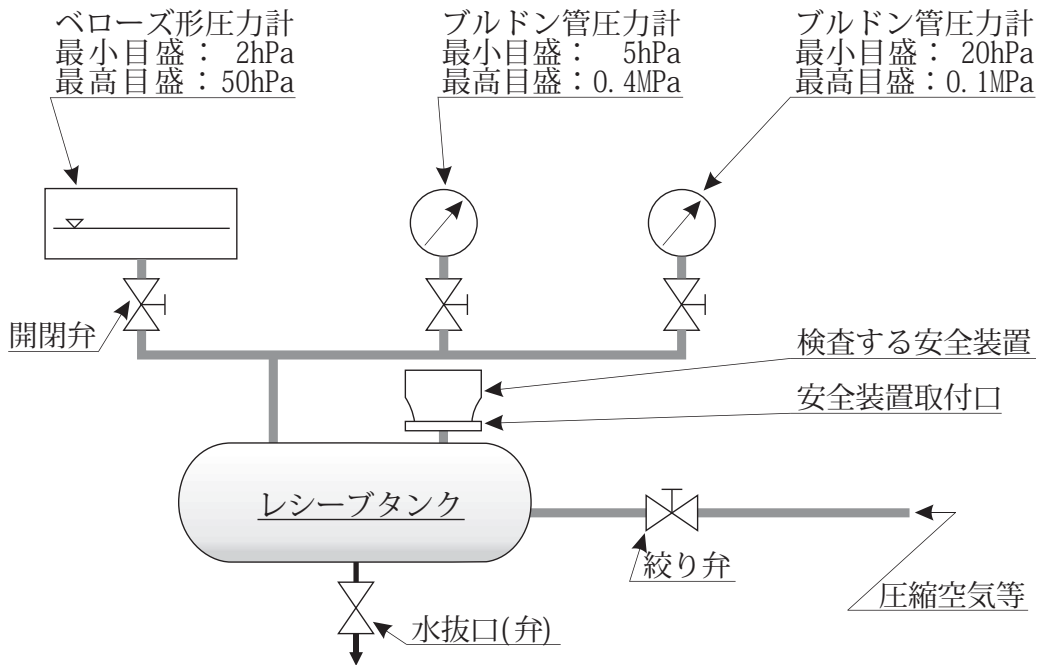 ベローズ形圧力計
最小目盛： 2hPa
最高目盛：50hPa
ブルドン管圧力計
最小目盛： 5hPa
最高目盛：0.4MPa
ブルドン管圧力計
最小目盛： 20hPa
最高目盛：0.1MPa
開閉弁
検査する安全装置
安全装置取付口
レシーブタンク
絞り弁
圧縮空気等
水抜口(弁)